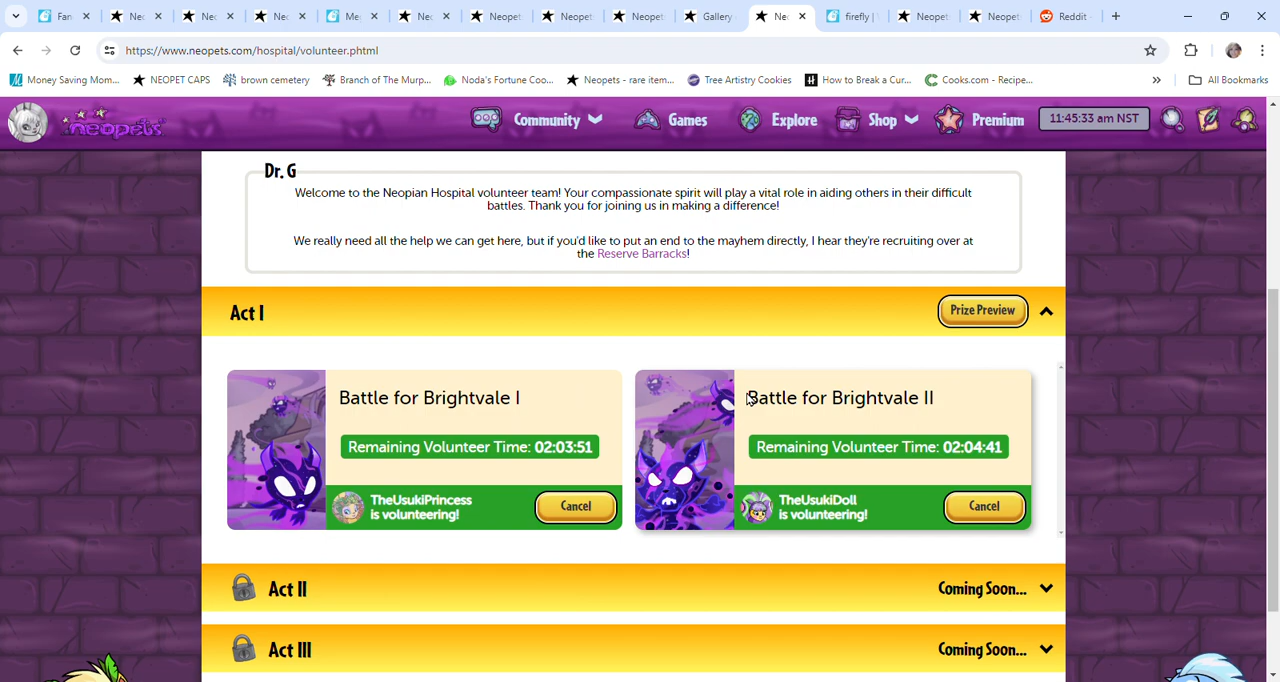 Fan
Neo
Neo
Neo
Mej
Neo
Neopet
Neopet
Neopet
Gallery
Neo
firefly |
Neopet
Neopet
Reddit -
https://www.neopets.com/hospital/volunteer.phtml
Money Saving Mom...
NEOPET CAPS
brown cemetery
Branch of The Murp...
Noda's Fortune Coo...
Neopets - rare item...
Tree Artistry Cookies
How to Break a Cur...
Cooks.com - Recipe...
All Bookmarks
neopets
Community
Games
Explore
Shop
Premium
11:45:33 am NST
Dr. G
Welcome to the Neopian Hospital volunteer team! Your compassionate spirit will play a vital role in aiding others in their difficult
battles. Thank you for joining us in making a difference!
We really need all the help we can get here, but if you'd like to put an end to the mayhem directly, I hear they're recruiting over at
the Reserve Barracks!
Act I
Prize Preview
Battle for Brightvale I
Remaining Volunteer Time: 02:03:51
TheUsukiPrincess
is volunteering!
Cancel
Battle for Brightvale II
Remaining Volunteer Time: 02:04:41
TheUsukiDoll
is volunteering!
Cancel
Act II
Coming Soon...
Act III
Coming Soon...